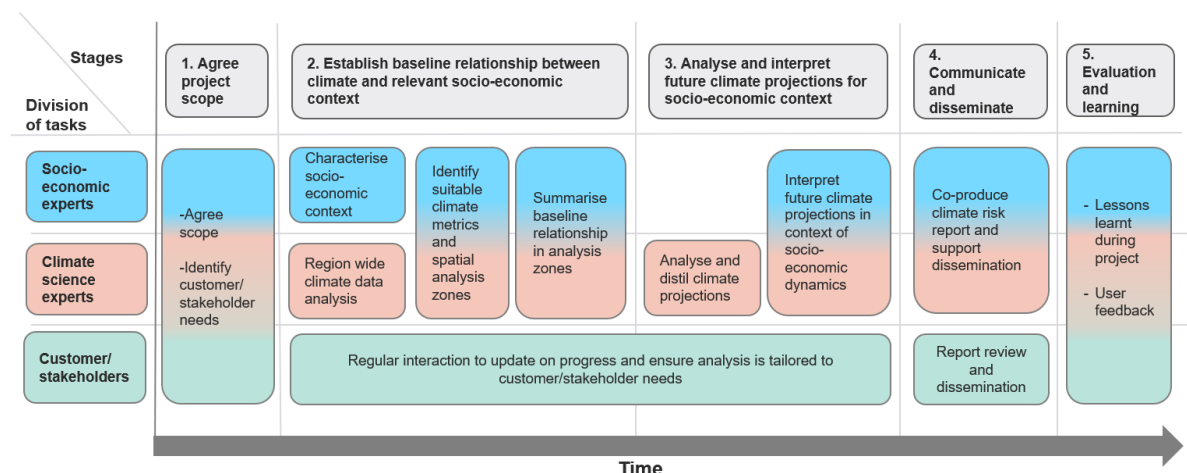 Stages
Division
of tasks
1. Agree
project
scope
2. Establish baseline relationship between
climate and relevant socio-economic
context
3. Analyse and interpret
future climate projections for
socio-economic context
4.
Communicate
and
disseminate
5.
Evaluation
and
learning
Socio-
economic
experts
Climate
science
experts
Customer/
stakeholders
-Agree
scope
-Identify
customer/
stakeholder
needs
Characterise
socio-
economic
context
Region wide
climate data
analysis
Identify
suitable
climate
metrics
and
spatial
analysis
zones
Summarise
baseline
relationship
in analysis
zones
Analyse and
distil climate
projections
Interpret
future climate
projections in
context of
socio-
economic
dynamics
Regular interaction to update on progress and ensure analysis is tailored to
customer/stakeholder needs
Co-produce
climate risk
report and
support
dissemination
Report review
and
dissemination
- Lessons
learnt
during
project
- User
feedback
Time